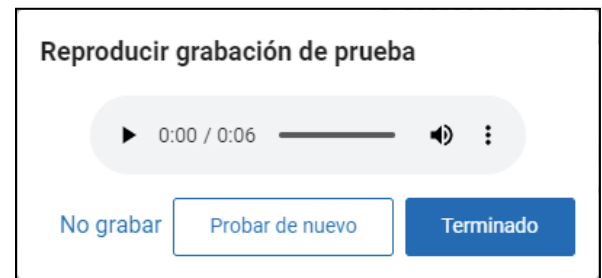 Reproducir grabación de prueba
0:00 / 0:06
No grabar
Probar de nuevo
Terminado